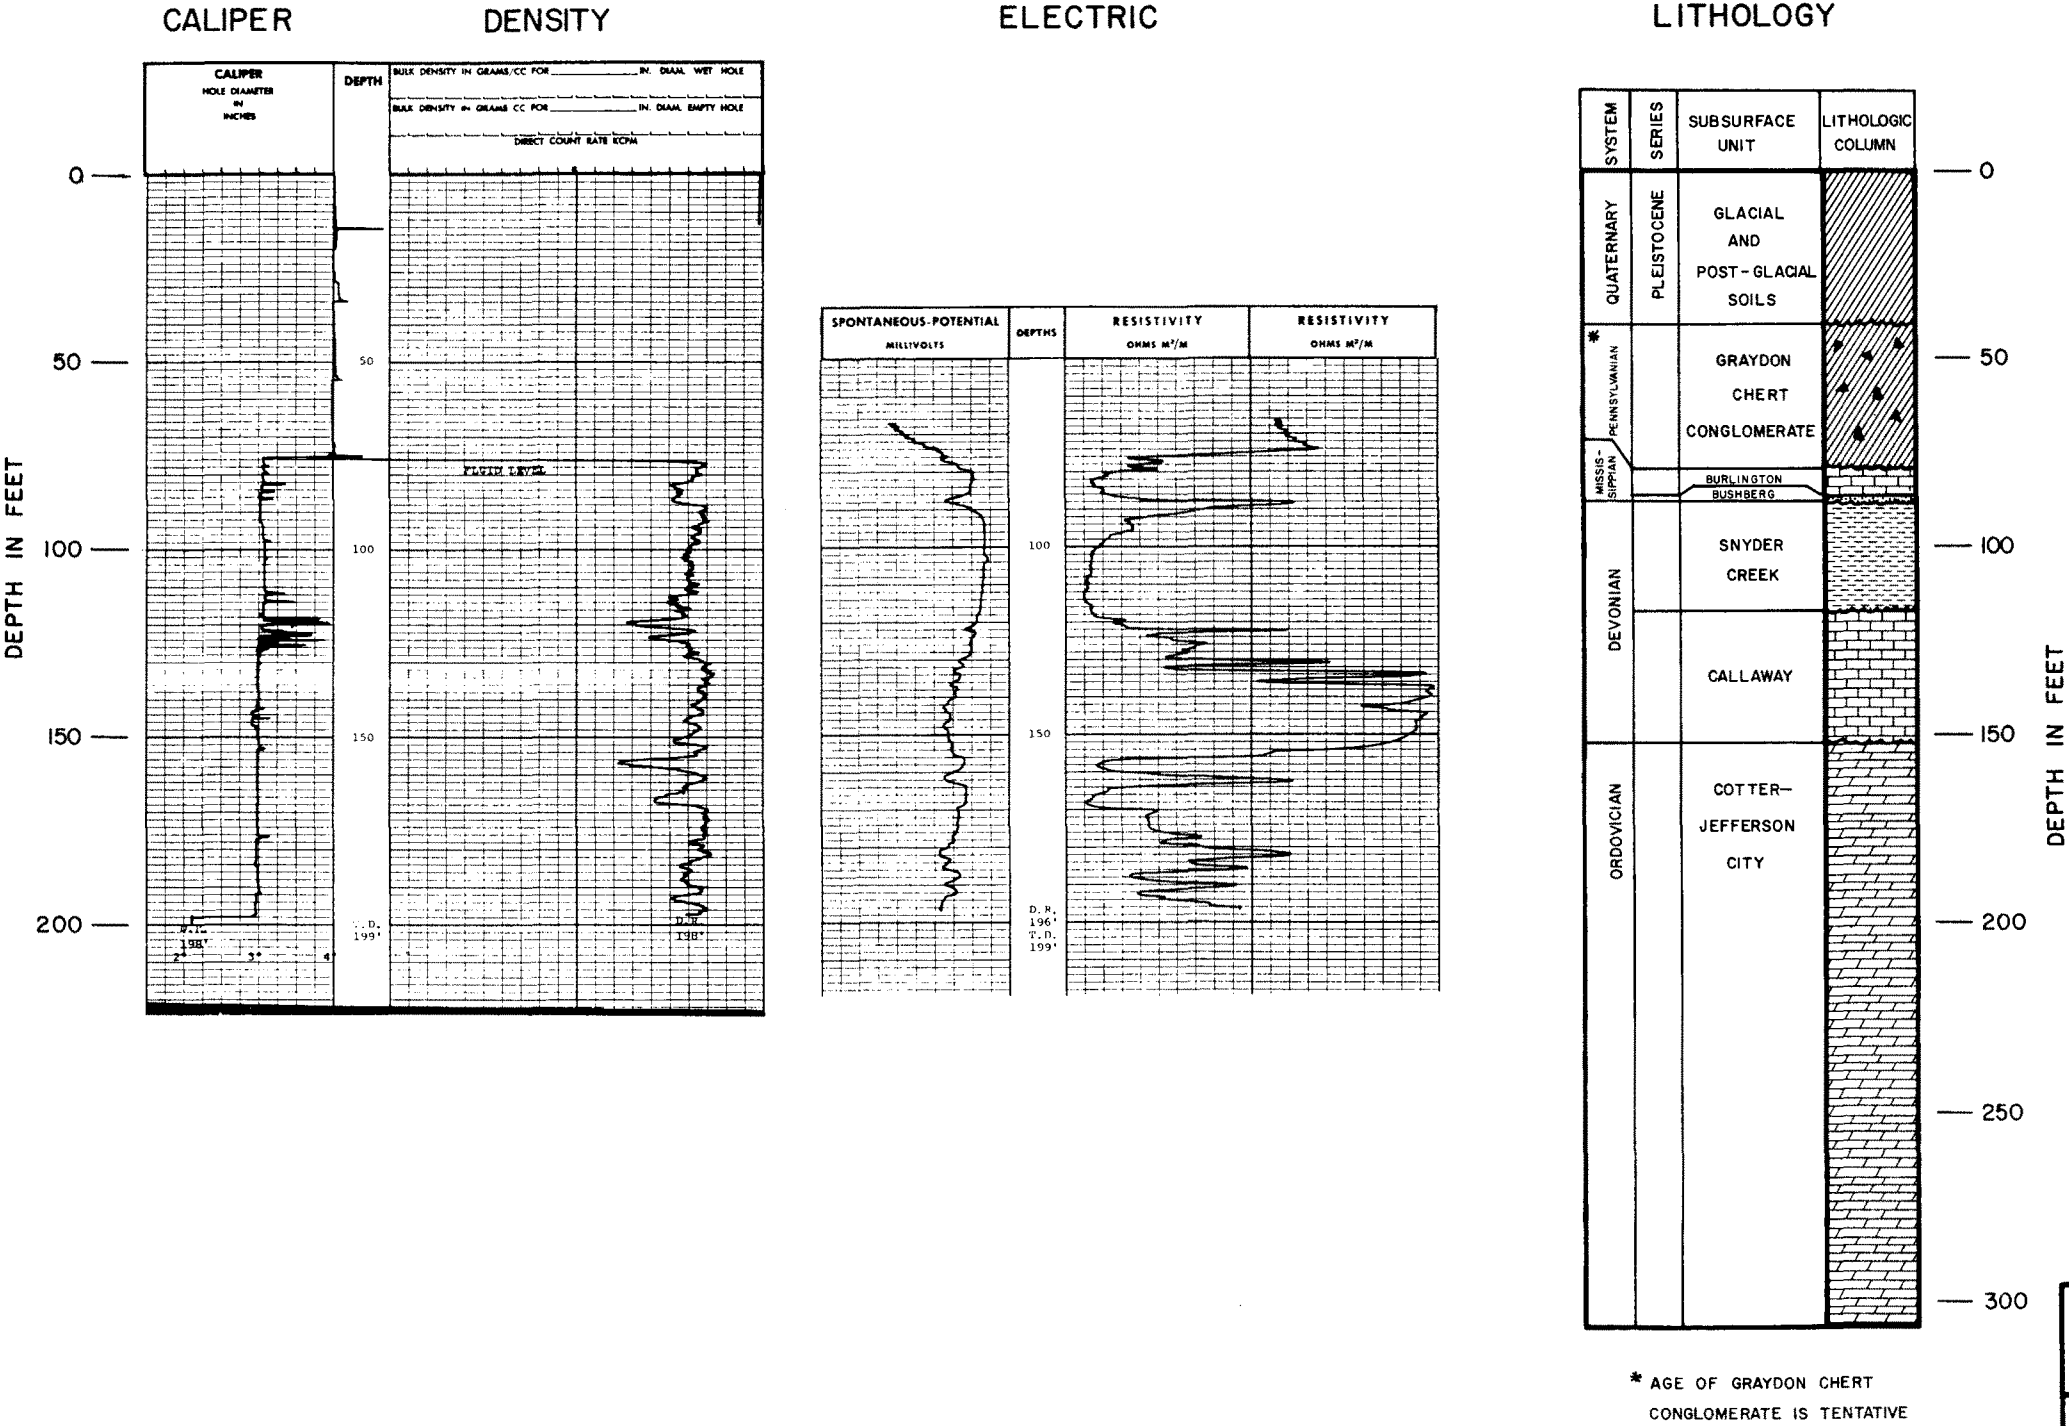 CALIPER
DENSITY
ELECTRIC
LITHOLOGY
CALIPER
HOLE DIAMETER
IN
INCHES
DEPTH
BULK DENSITY IN GRAMS/CC FOR IN. DIAM. WET HOLE
BULK DENSITY IN GRAMS CC FOR IN. DIAM. EMPTY HOLE
DIRECT COUNT RATE KCPM
DEPTH IN FEET
0
50
100
150
200
50
100
150
T.D.
199'
FLUID LEVEL
198'
2"
3"
4"
D.R.
198'
SPONTANEOUS-POTENTIAL
MILLIVOLTS
DEPTHS
RESISTIVITY
OHMS M²/M
RESISTIVITY
OHMS M²/M
100
150
D.R.
196'
T.D.
199'
SYSTEM
SERIES
SUBSURFACE
UNIT
LITHOLOGIC
COLUMN
QUATERNARY
PLEISTOCENE
GLACIAL
AND
POST-GLACIAL
SOILS
*
PENNSYLVANIAN
GRAYDON
CHERT
CONGLOMERATE
MISSIS-
SIPPIAN
BURLINGTON
BUSHBERG
DEVONIAN
SNYDER
CREEK
CALLAWAY
ORDOVICIAN
COTTER-
JEFFERSON
CITY
0
50
100
150
200
250
300
DEPTH IN FEET
* AGE OF GRAYDON CHERT
CONGLOMERATE IS TENTATIVE